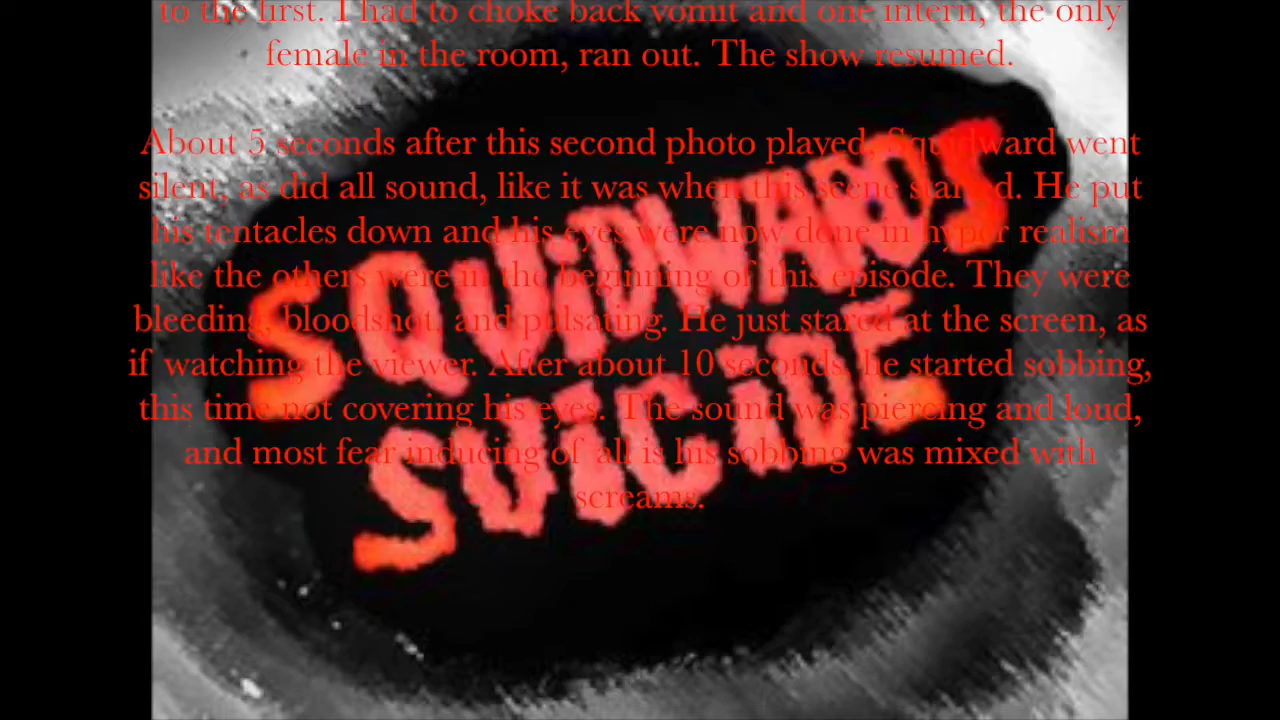 to the first. I had to choke back vomit and one intern, the only
female in the room, ran out. The show resumed.
About 5 seconds after this second photo played, Squidward went
silent, as did all sound, like it was when this scene started. He put
his tentacles down and his eyes were now done in hyper realism
like the others were in the beginning of this episode. They were
bleeding, bloodshot, and pulsating. He just stared at the screen, as
if watching the viewer. After about 10 seconds, he started sobbing,
this time not covering his eyes. The sound was piercing and loud,
and most fear inducing of all is his sobbing was mixed with
screams.
SQUiDWARDS
SUiCiDE